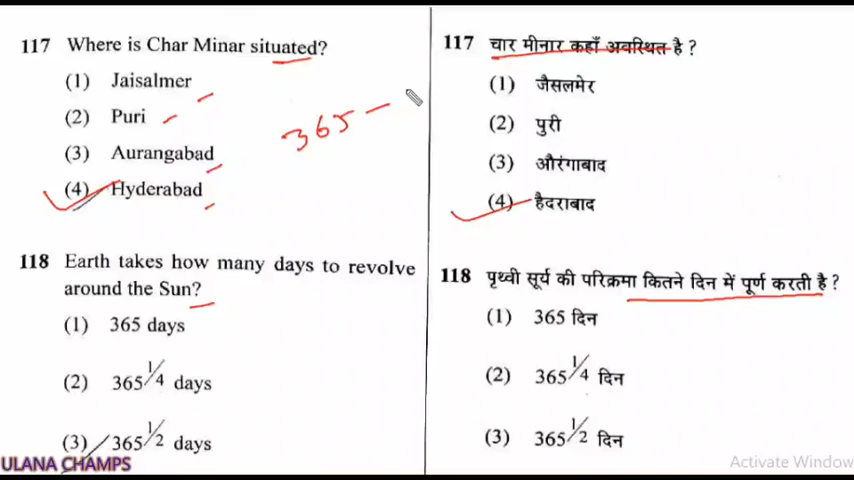 117 Where is Char Minar situated?
(1) Jaisalmer
(2) Puri
(3) Aurangabad
(4) Hyderabad
365 —
118 Earth takes how many days to revolve
around the Sun?
(1) 365 days
(2) 365 1/4 days
(3) 365 1/2 days
ULANA CHAMPS
117 चार मीनार कहाँ अवस्थित है ?
(1) जैसलमेर
(2) पुरी
(3) औरंगाबाद
(4) हैदराबाद
118 पृथ्वी सूर्य की परिक्रमा कितने दिन में पूर्ण करती है ?
(1) 365 दिन
(2) 365 1/4 दिन
(3) 365 1/2 दिन
Activate Window